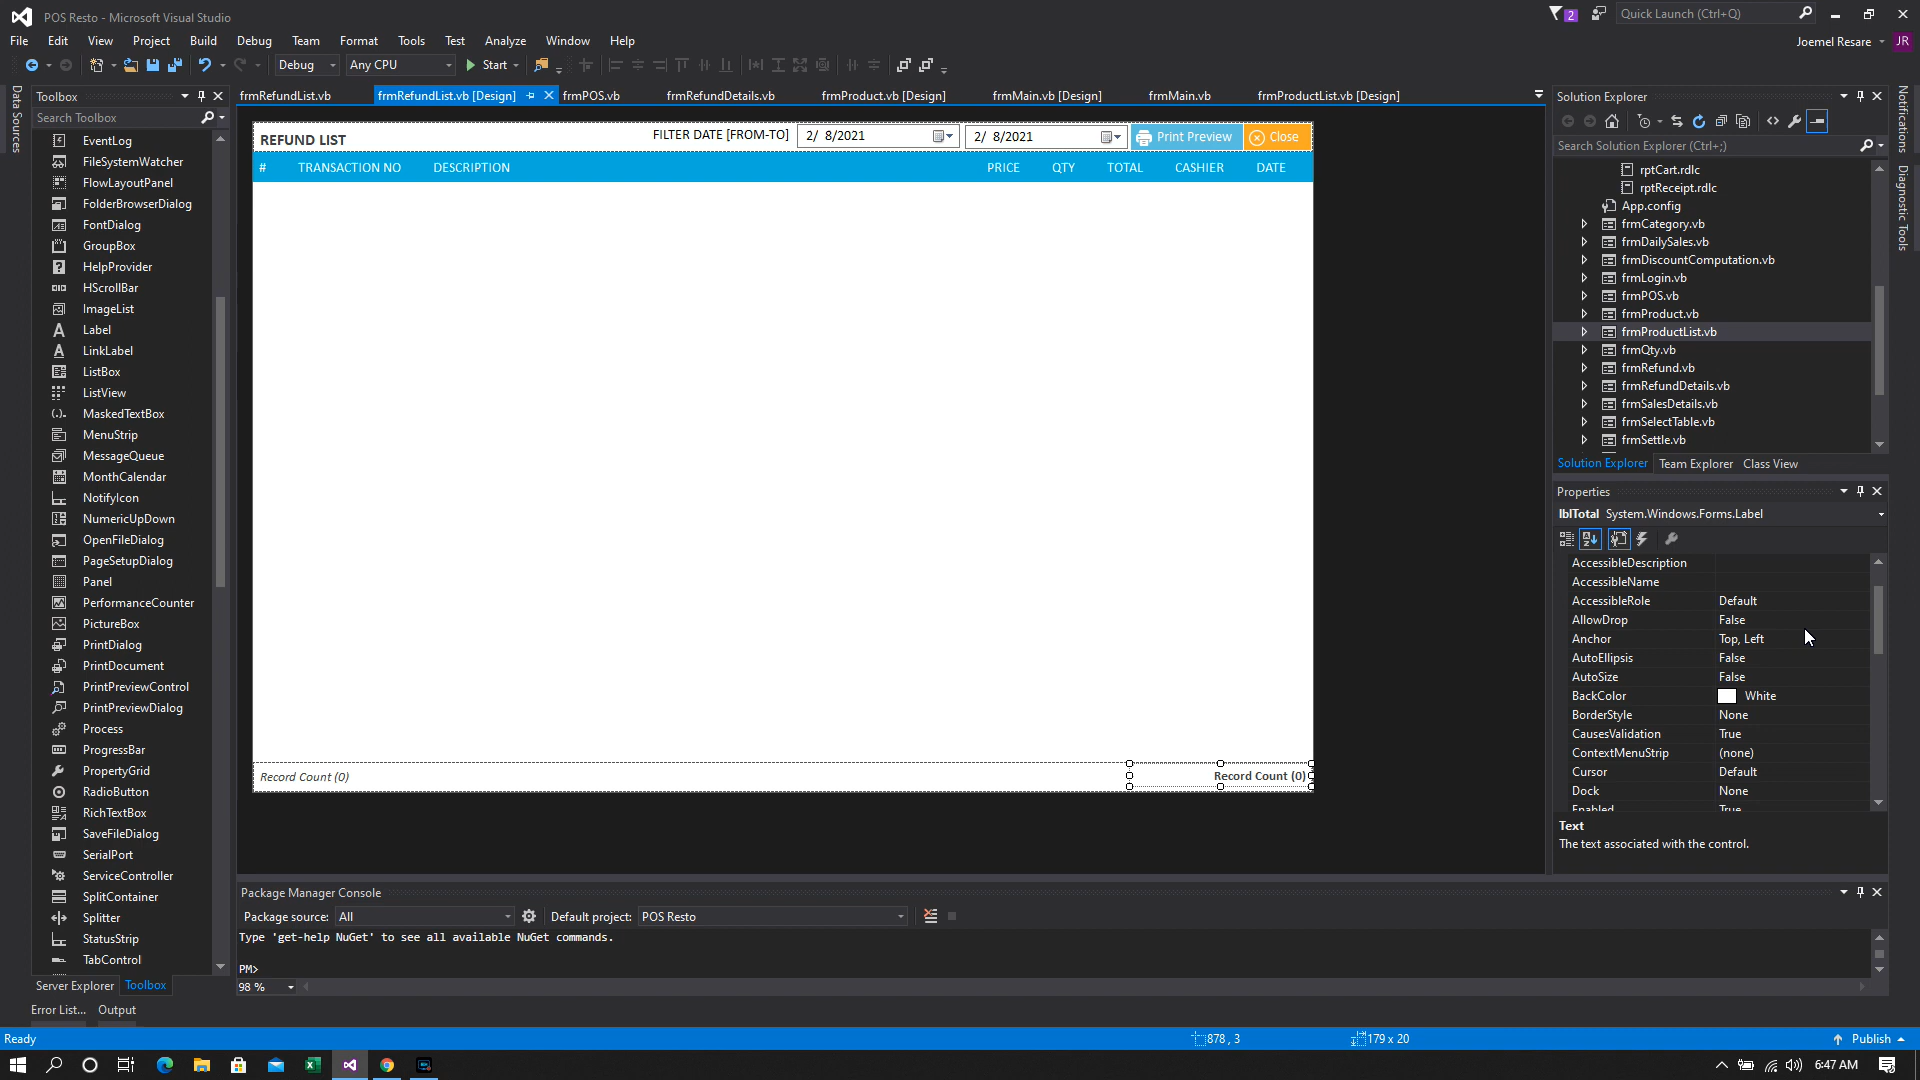 POS Resto - Microsoft Visual Studio
2
Quick Launch (Ctrl+Q)
File Edit View Project Build Debug Team Format Tools Test Analyze Window Help
Joemel Resare
JR
Debug Any CPU Start
Data Sources
Toolbox
Search Toolbox
EventLog
FileSystemWatcher
FlowLayoutPanel
FolderBrowserDialog
FontDialog
GroupBox
HelpProvider
HScrollBar
ImageList
Label
LinkLabel
ListBox
ListView
MaskedTextBox
MenuStrip
MessageQueue
MonthCalendar
NotifyIcon
NumericUpDown
OpenFileDialog
PageSetupDialog
Panel
PerformanceCounter
PictureBox
PrintDialog
PrintDocument
PrintPreviewControl
PrintPreviewDialog
Process
ProgressBar
PropertyGrid
RadioButton
RichTextBox
SaveFileDialog
SerialPort
ServiceController
SplitContainer
Splitter
StatusStrip
TabControl
Server Explorer Toolbox
Error List... Output
frmRefundList.vb frmRefundList.vb [Design] frmPOS.vb frmRefundDetails.vb frmProduct.vb [Design] frmMain.vb [Design] frmMain.vb frmProductList.vb [Design]
REFUND LIST FILTER DATE [FROM-TO] 2/ 8/2021 2/ 8/2021 Print Preview Close
# TRANSACTION NO DESCRIPTION PRICE QTY TOTAL CASHIER DATE
Record Count (0) Record Count (0)
Package Manager Console
Package source: All Default project: POS Resto
Type 'get-help NuGet' to see all available NuGet commands.
PM>
98 %
Solution Explorer
Search Solution Explorer (Ctrl+;)
rptCart.rdlc
rptReceipt.rdlc
App.config
frmCategory.vb
frmDailySales.vb
frmDiscountComputation.vb
frmLogin.vb
frmPOS.vb
frmProduct.vb
frmProductList.vb
frmQty.vb
frmRefund.vb
frmRefundDetails.vb
frmSalesDetails.vb
frmSelectTable.vb
frmSettle.vb
Solution Explorer Team Explorer Class View
Properties
lblTotal System.Windows.Forms.Label
AccessibleDescription
AccessibleName
AccessibleRole Default
AllowDrop False
Anchor Top, Left
AutoEllipsis False
AutoSize False
BackColor White
BorderStyle None
CausesValidation True
ContextMenuStrip (none)
Cursor Default
Dock None
Enabled True
Text
The text associated with the control.
Notifications
Diagnostic Tools
Ready 878 , 3 179 x 20 Publish
6:47 AM